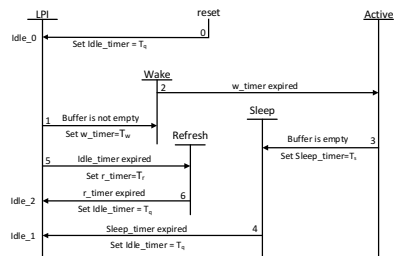 LPI
reset
Active
Idle_0
0
Set Idle_timer = Tq
Wake
2
w_timer expired
Sleep
1
Buffer is not empty
Set w_timer=Tw
Refresh
Buffer is empty
3
Set Sleep_timer=Ts
5
Idle_timer expired
Set r_timer=Tr
r_timer expired
6
Idle_2
Set Idle_timer = Tq
Sleep_timer expired
4
Idle_1
Set Idle_timer = Tq